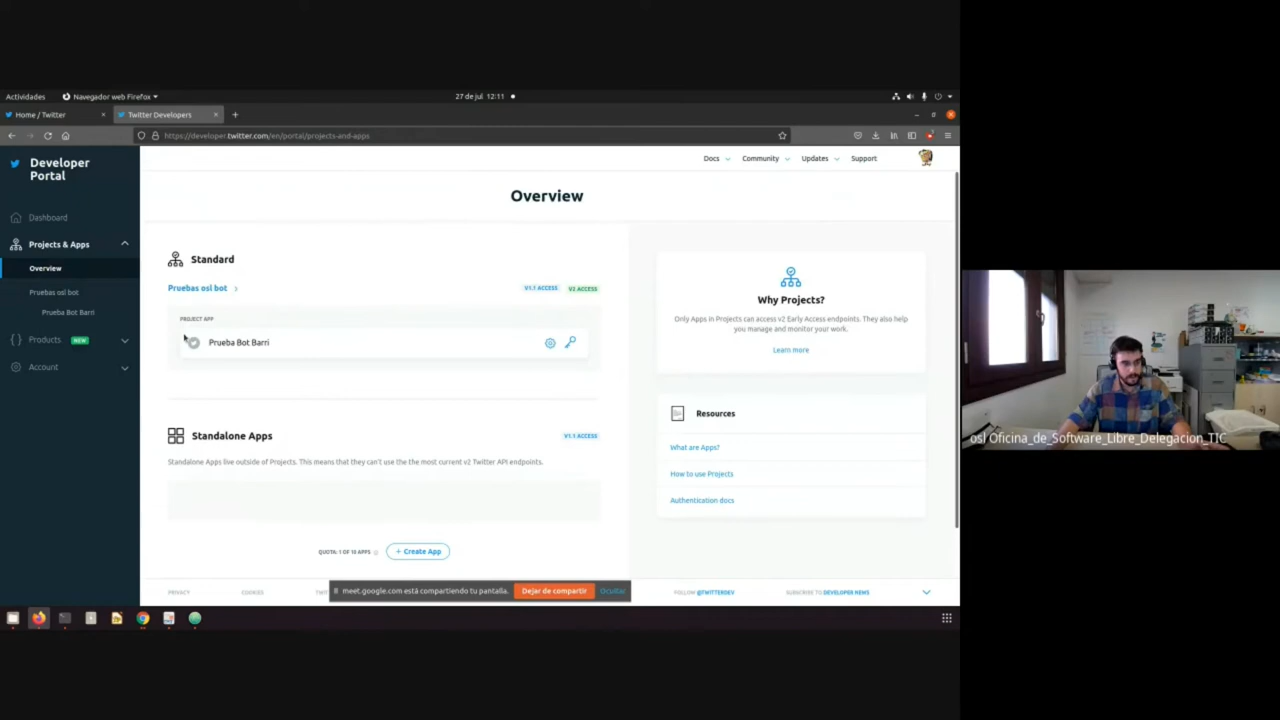 Actividades
Navegador web Firefox
27 de jul 12:11
Home / Twitter
Twitter Developers
https://developer.twitter.com/en/portal/projects-and-apps
Developer
Portal
Dashboard
Projects & Apps
Overview
Pruebas osl bot
Prueba Bot Barri
Products NEW
Account
Docs
Community
Updates
Support
Overview
Standard
Pruebas osl bot
V1.1 ACCESS
V2 ACCESS
PROJECT APP
Prueba Bot Barri
Standalone Apps
V1.1 ACCESS
Standalone Apps live outside of Projects. This means that they can't use the the most current v2 Twitter API endpoints.
QUOTA: 1 OF 10 APPS
+ Create App
Why Projects?
Only Apps in Projects can access v2 Early Access endpoints. They also help
you manage and monitor your work.
Learn more
Resources
What are Apps?
How to use Projects
Authentication docs
PRIVACY
COOKIES
meet.google.com está compartiendo tu pantalla.
Dejar de compartir
Ocultar
FOLLOW @TWITTERDEV
SUBSCRIBE TO DEVELOPER NEWS
osl Oficina_de_Software_Libre_Delegacion_TIC